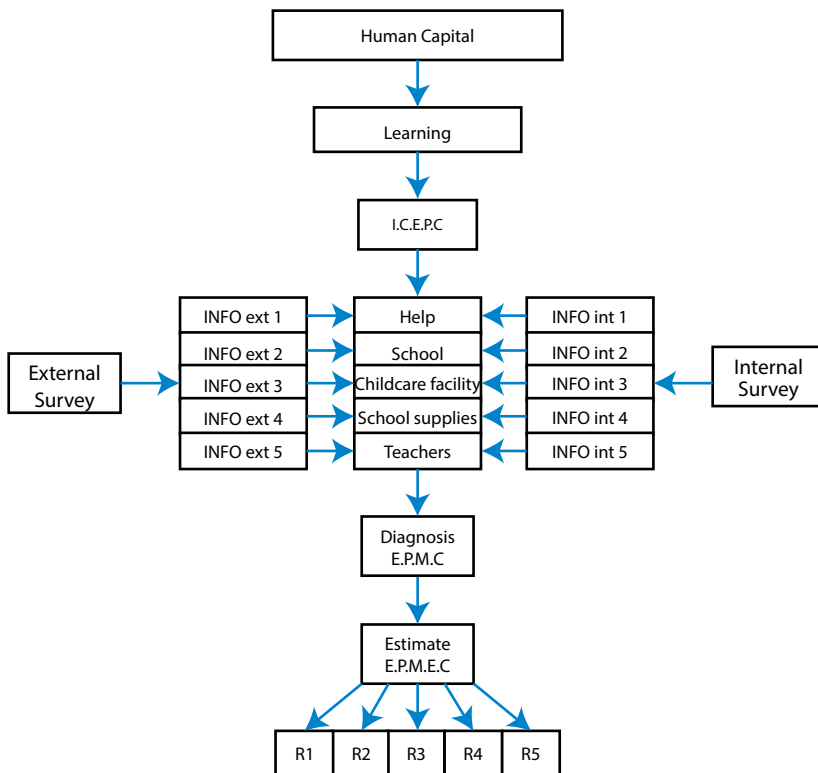 Human Capital
Learning
I.C.E.P.C
INFO ext 1
Help
INFO int 1
INFO ext 2
School
INFO int 2
External
Survey
INFO ext 3
Childcare facility
INFO int 3
Internal
Survey
INFO ext 4
School supplies
INFO int 4
INFO ext 5
Teachers
INFO int 5
Diagnosis
E.P.M.C
Estimate
E.P.M.E.C
R1
R2
R3
R4
R5